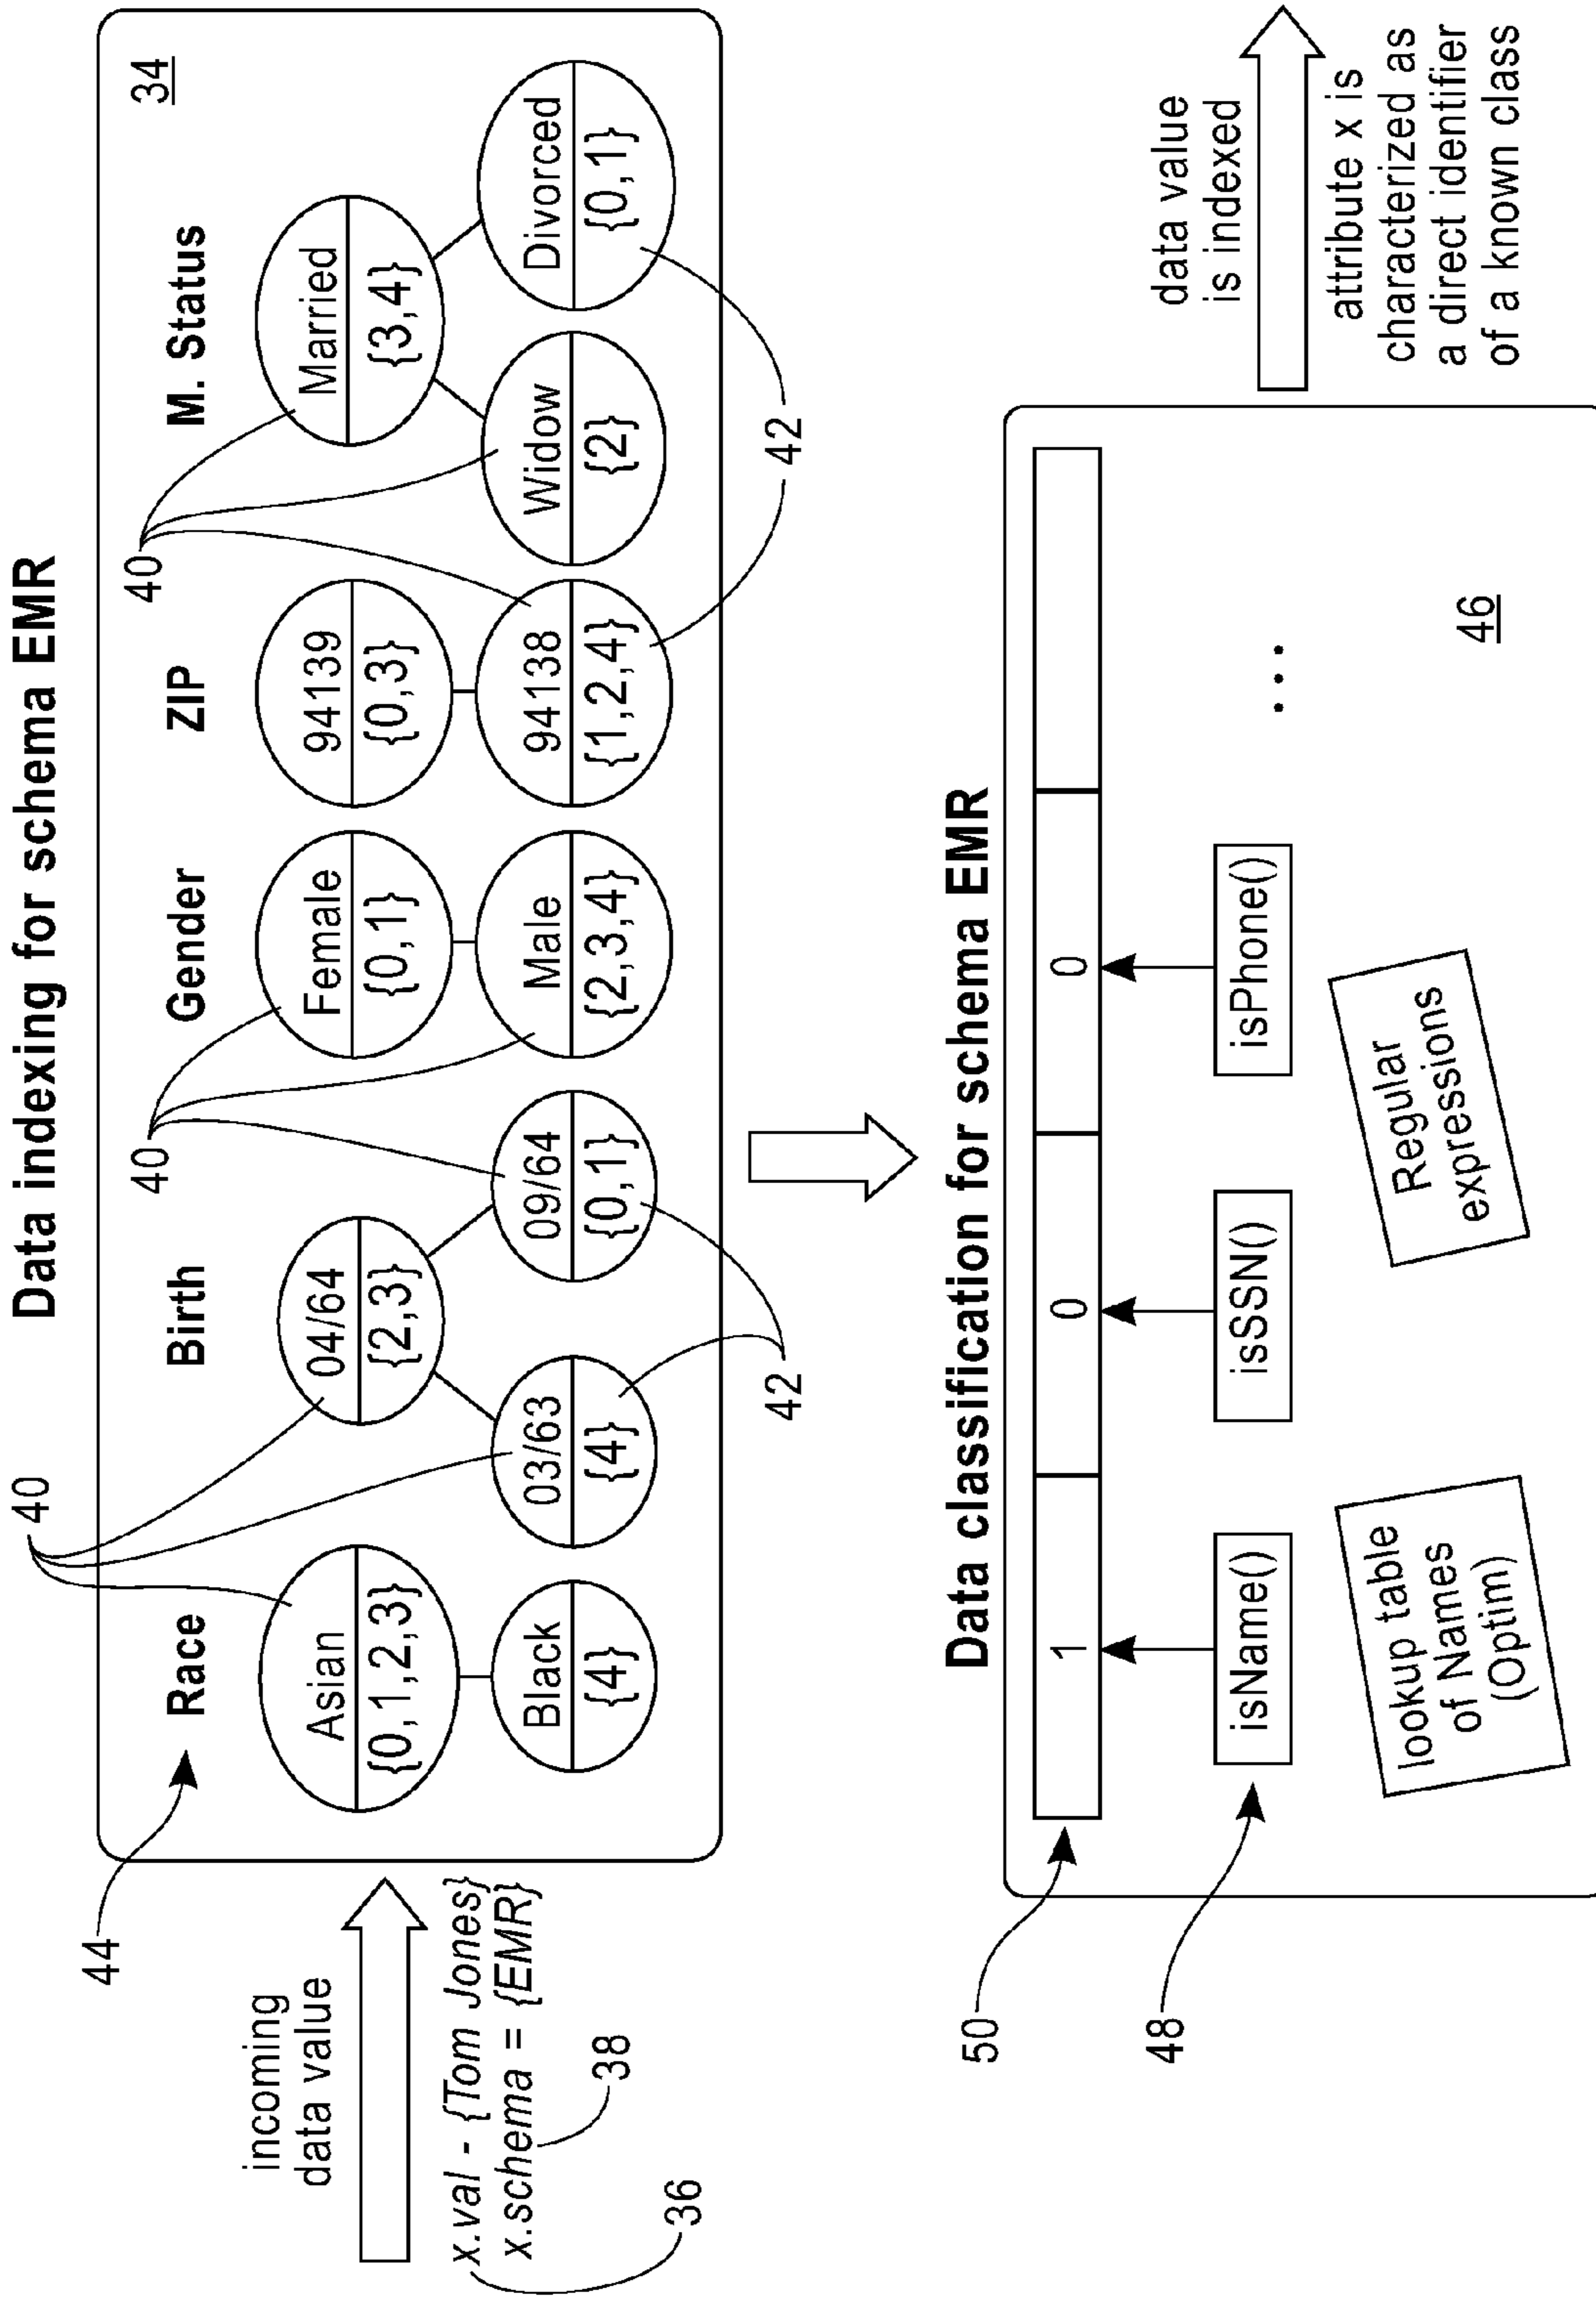 Data indexing for schema EMR
40
44
incoming
data value
x.val - {Tom Jones}
x.schema = {EMR}
36
38
34
Race
Asian
{0,1,2,3}
Black
{4}
Birth
04/64
{2,3}
03/63
{4}
09/64
{0,1}
40
Gender
Female
{0,1}
Male
{2,3,4}
ZIP
94139
{0,3}
94138
{1,2,4}
40
M. Status
Married
{3,4}
Widow
{2}
Divorced
{0,1}
42
42
Data classification for schema EMR
50
1
0
0
48
isName()
isSSN()
isPhone()
...
lookup table
of Names
(Optim)
Regular
expressions
46
data value
is indexed
attribute x is
characterized as
a direct identifier
of a known class